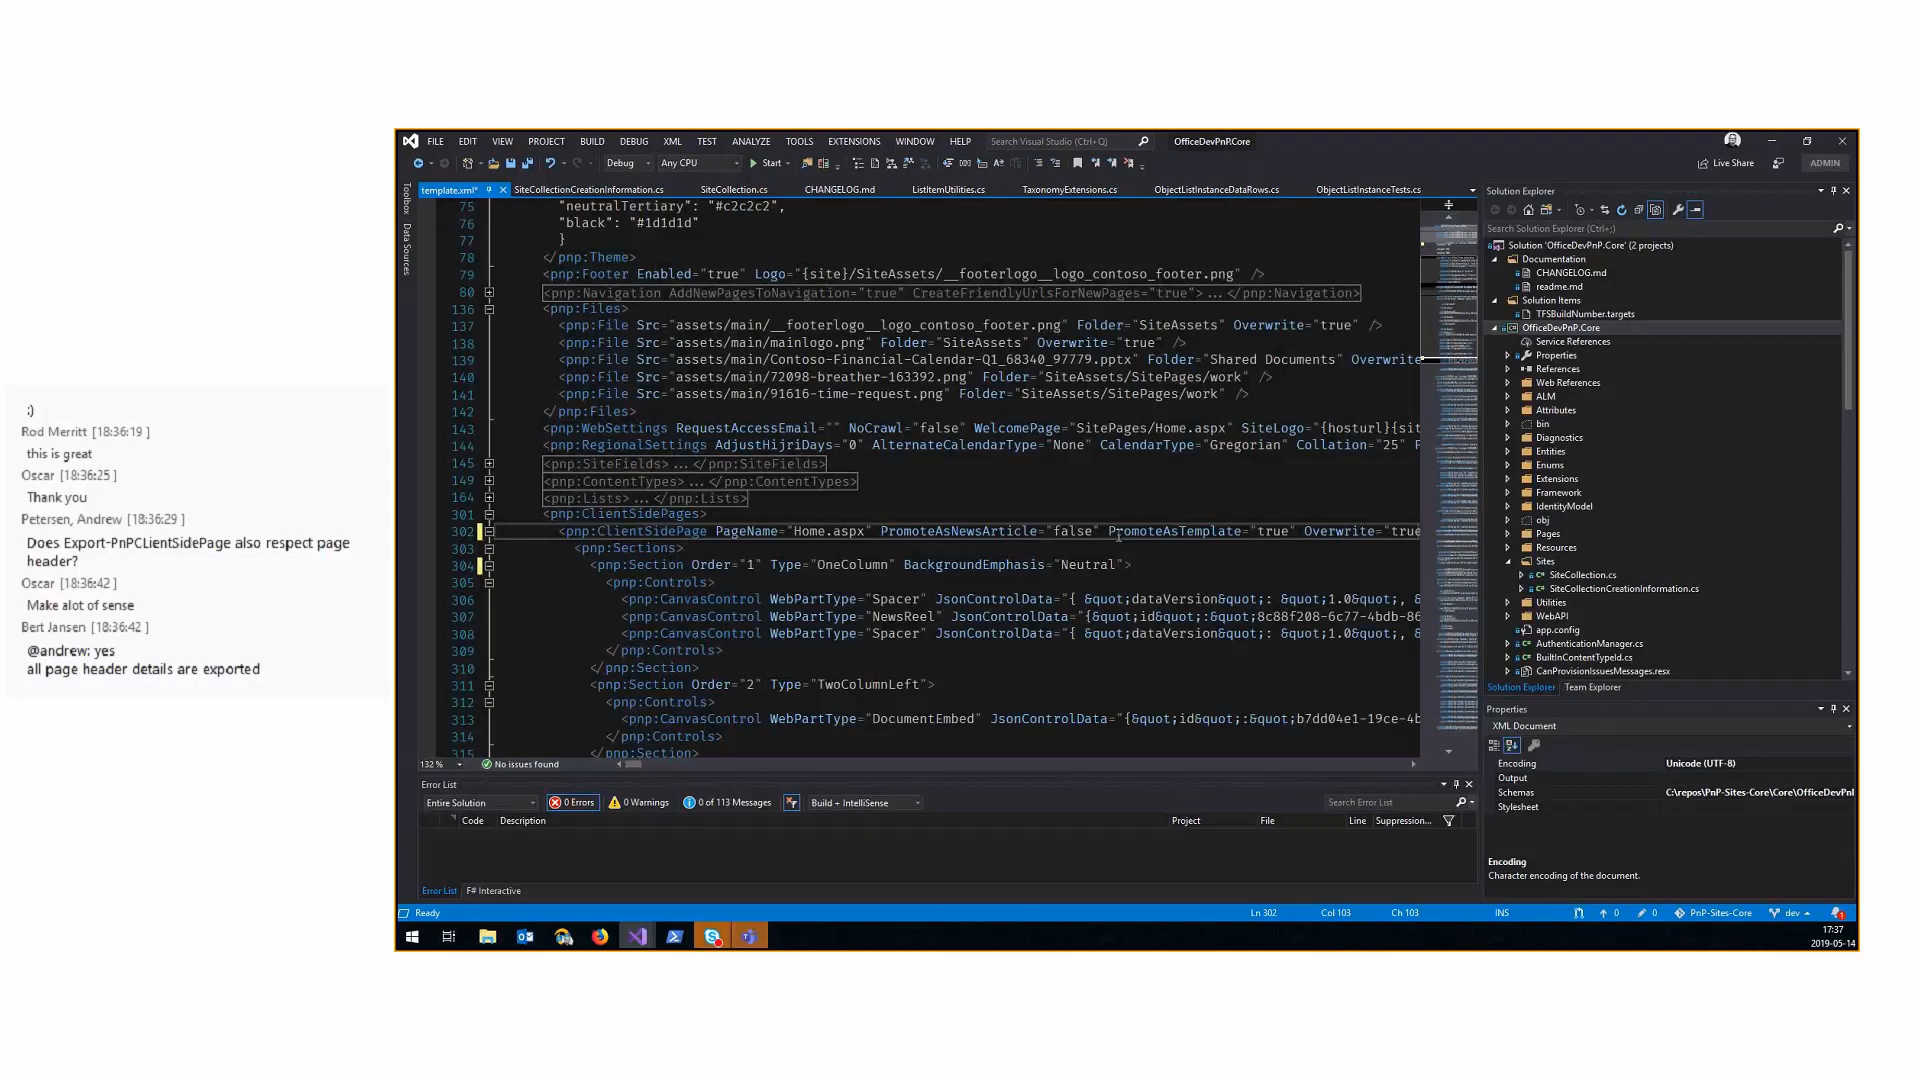 :)
Rod Merritt [18:36:19 ]
this is great
Oscar [18:36:25 ]
Thank you
Petersen, Andrew [18:36:29 ]
Does Export-PnPCLientSidePage also respect page
header?
Oscar [18:36:42 ]
Make alot of sense
Bert Jansen [18:36:42 ]
@andrew: yes
all page header details are exported
FILE EDIT VIEW PROJECT BUILD DEBUG XML TEST ANALYZE TOOLS EXTENSIONS WINDOW HELP Search Visual Studio (Ctrl+Q) OfficeDevPnP.Core
Debug Any CPU Start Live Share ADMIN
template.xml* SiteCollectionCreationInformation.cs SiteCollection.cs CHANGELOG.md ListItemUtilities.cs TaxonomyExtensions.cs ObjectListInstanceDataRows.cs ObjectListInstanceTests.cs
Toolbox
Data Sources
75 "neutralTertiary": "#c2c2c2",
76 "black": "#1d1d1d"
77 }
78 </pnp:Theme>
79 <pnp:Footer Enabled="true" Logo="{site}/SiteAssets/__footerlogo__logo_contoso_footer.png" />
80 <pnp:Navigation AddNewPagesToNavigation="true" CreateFriendlyUrlsForNewPages="true">...</pnp:Navigation>
136 <pnp:Files>
137 <pnp:File Src="assets/main/__footerlogo__logo_contoso_footer.png" Folder="SiteAssets" Overwrite="true" />
138 <pnp:File Src="assets/main/mainlogo.png" Folder="SiteAssets" Overwrite="true" />
139 <pnp:File Src="assets/main/Contoso-Financial-Calendar-Q1_68340_97779.pptx" Folder="Shared Documents" Overwrite
140 <pnp:File Src="assets/main/72098-breather-163392.png" Folder="SiteAssets/SitePages/work" />
141 <pnp:File Src="assets/main/91616-time-request.png" Folder="SiteAssets/SitePages/work" />
142 </pnp:Files>
143 <pnp:WebSettings RequestAccessEmail="" NoCrawl="false" WelcomePage="SitePages/Home.aspx" SiteLogo="{hosturl}{sit
144 <pnp:RegionalSettings AdjustHijriDays="0" AlternateCalendarType="None" CalendarType="Gregorian" Collation="25" F
145 <pnp:SiteFields>...</pnp:SiteFields>
149 <pnp:ContentTypes>...</pnp:ContentTypes>
164 <pnp:Lists>...</pnp:Lists>
301 <pnp:ClientSidePages>
302 <pnp:ClientSidePage PageName="Home.aspx" PromoteAsNewsArticle="false" PromoteAsTemplate="true" Overwrite="true
303 <pnp:Sections>
304 <pnp:Section Order="1" Type="OneColumn" BackgroundEmphasis="Neutral">
305 <pnp:Controls>
306 <pnp:CanvasControl WebPartType="Spacer" JsonControlData="{ &quot;dataVersion&quot;: &quot;1.0&quot;, &
307 <pnp:CanvasControl WebPartType="NewsReel" JsonControlData="{&quot;id&quot;:&quot;8c88f208-6c77-4bdb-86
308 <pnp:CanvasControl WebPartType="Spacer" JsonControlData="{ &quot;dataVersion&quot;: &quot;1.0&quot;, &
309 </pnp:Controls>
310 </pnp:Section>
311 <pnp:Section Order="2" Type="TwoColumnLeft">
312 <pnp:Controls>
313 <pnp:CanvasControl WebPartType="DocumentEmbed" JsonControlData="{&quot;id&quot;:&quot;b7dd04e1-19ce-4b
314 </pnp:Controls>
315 </pnp:Section>
132 % No issues found
Error List
Entire Solution 0 Errors 0 Warnings 0 of 113 Messages Build + IntelliSense Search Error List
Code Description Project File Line Suppression...
Error List F# Interactive
Solution Explorer
Search Solution Explorer (Ctrl+;)
Solution 'OfficeDevPnP.Core' (2 projects)
Documentation
CHANGELOG.md
readme.md
Solution Items
TFSBuildNumber.targets
OfficeDevPnP.Core
Service References
Properties
References
Web References
ALM
Attributes
bin
Diagnostics
Entities
Enums
Extensions
Framework
IdentityModel
obj
Pages
Resources
Sites
SiteCollection.cs
SiteCollectionCreationInformation.cs
Utilities
WebAPI
app.config
AuthenticationManager.cs
BuiltInContentTypeId.cs
CanProvisionIssuesMessages.resx
Solution Explorer Team Explorer
Properties
XML Document
Encoding Unicode (UTF-8)
Output
Schemas C:\repos\PnP-Sites-Core\Core\OfficeDevPnI
Stylesheet
Encoding
Character encoding of the document.
Ready Ln 302 Col 103 Ch 103 INS 0 0 PnP-Sites-Core dev 1
17:37
2019-05-14